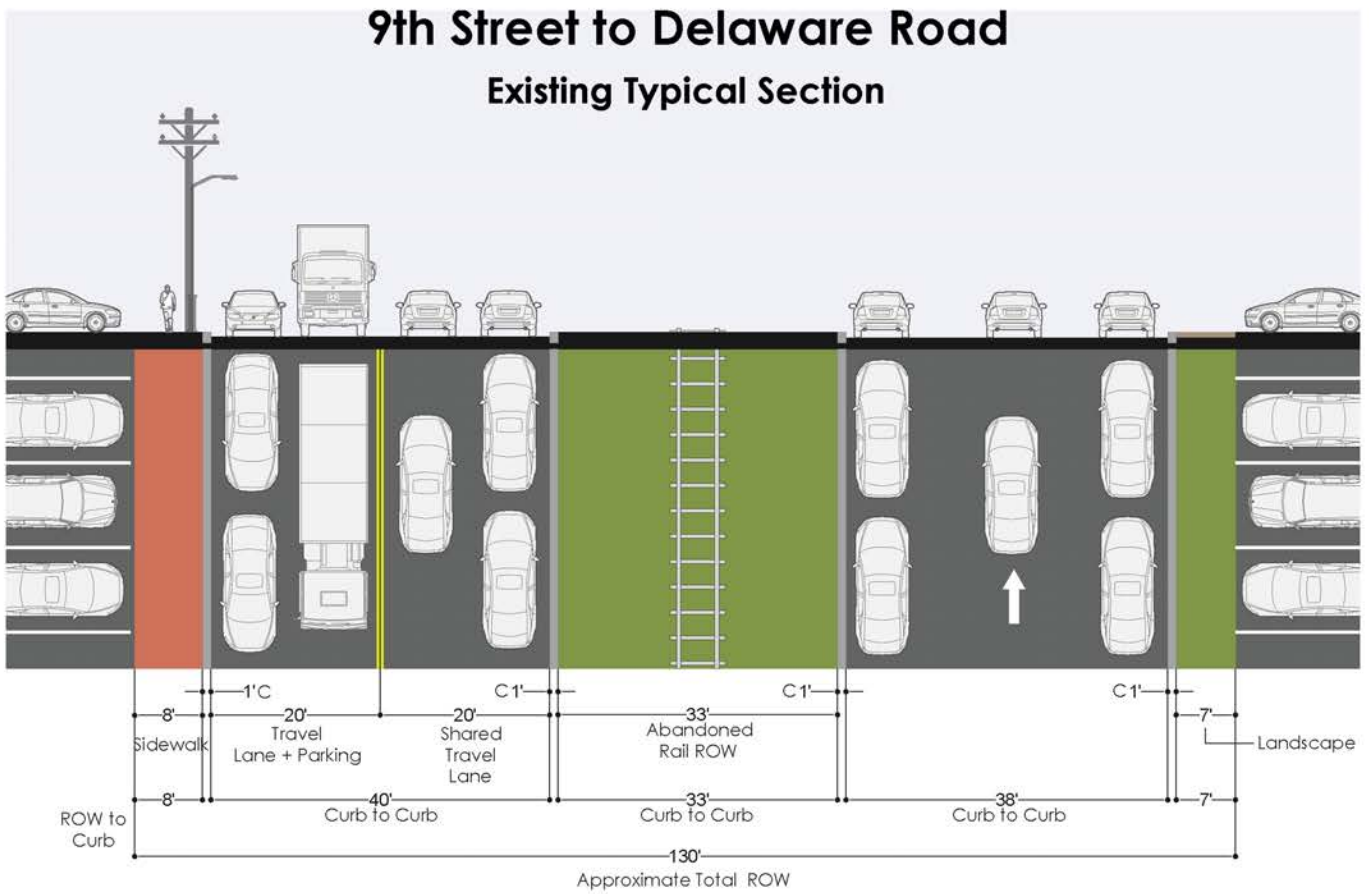 9th Street to Delaware Road
Existing Typical Section
1'C
C 1'
C 1'
C 1'
8'
20'
20'
33'
7'
Sidewalk
Travel
Lane + Parking
Shared
Travel
Lane
Abandoned
Rail ROW
Landscape
8'
40'
33'
38'
7'
ROW to
Curb
Curb to Curb
Curb to Curb
Curb to Curb
130'
Approximate Total ROW